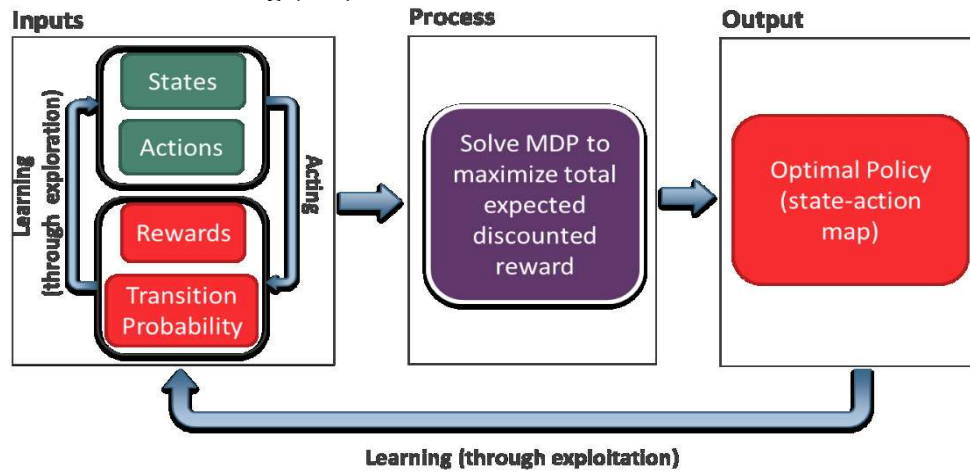 Inputs
Process
Output
States
Actions
Rewards
Transition
Probability
Learning
(through exploration)
Acting
Solve MDP to
maximize total
expected
discounted
reward
Optimal Policy
(state-action
map)
Learning (through exploitation)